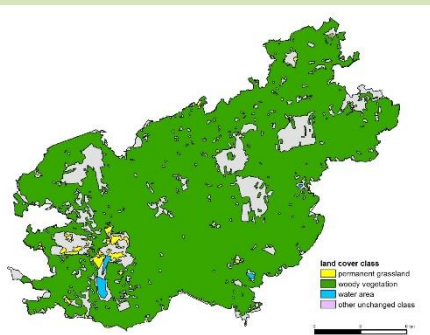 land cover class
permanent grassland
woody vegetation
water area
other unchanged class